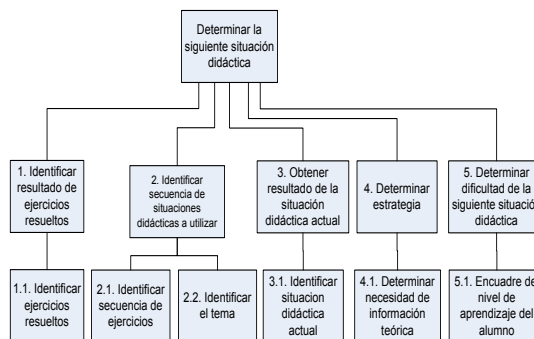 Determinar la
siguiente situación
didáctica
1. Identificar
resultado de
ejercicios
resueltos
2. Identificar
secuencia de
situaciones
didácticas a utilizar
3. Obtener
resultado de la
situación
didáctica actual
4. Determinar
estrategia
5. Determinar
dificultad de la
siguiente situación
didáctica
1.1. Identificar
ejercicios
resueltos
2.1. Identificar
secuencia de
ejercicios
2.2. Identificar
el tema
3.1. Identificar
situacion
didáctica
actual
4.1. Determinar
necesidad de
información
teórica
5.1. Encuadre de
nivel de
aprendizaje del
alumno